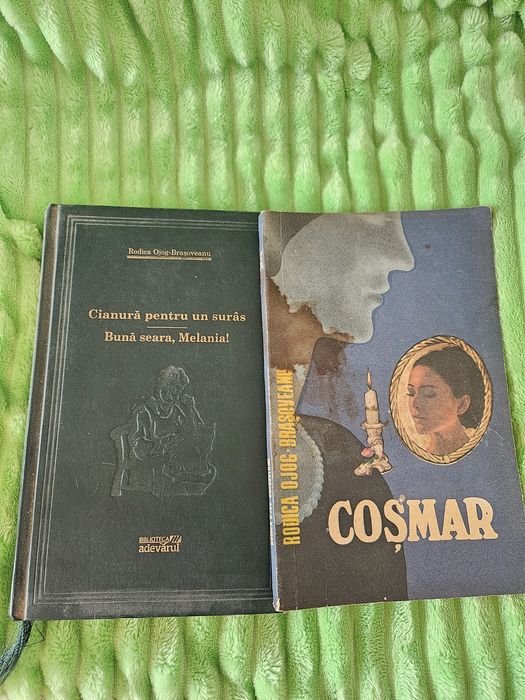 Rodica Ojog-Brașoveanu
Cianură pentru un surâs
Bună seara, Melania!
BIBLIOTECA
adevărul
RODICA OJOG-BRAȘOVEANU
COȘMAR